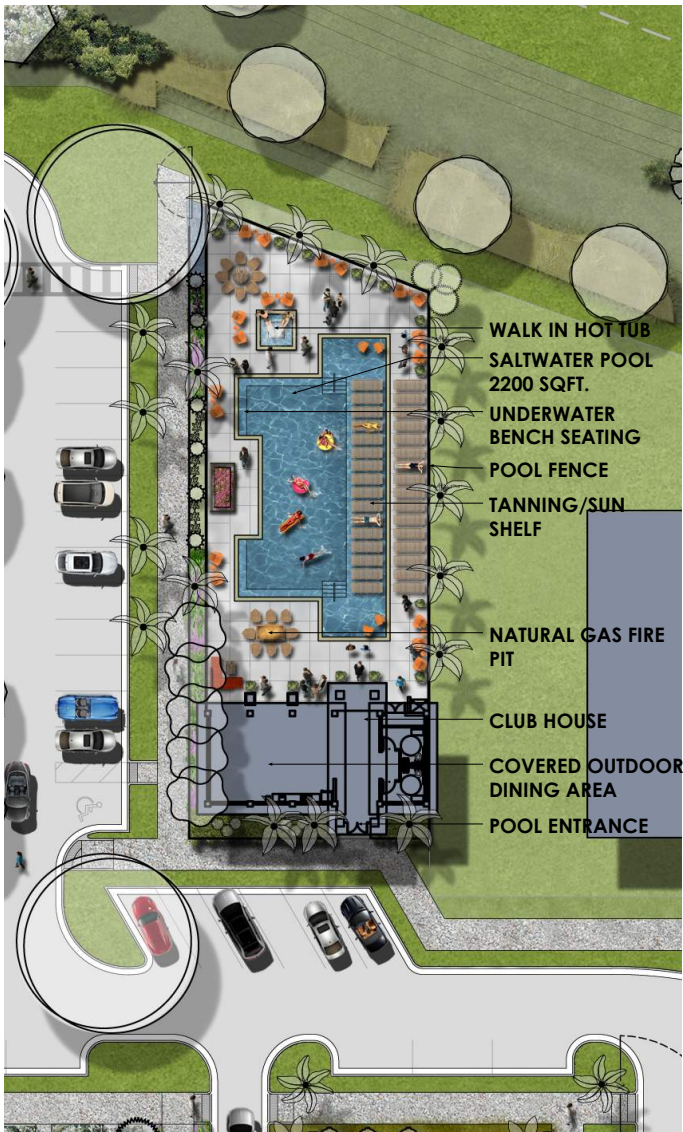 WALK IN HOT TUB
SALTWATER POOL
2200 SQFT.
UNDERWATER
BENCH SEATING
POOL FENCE
TANNING/SUN
SHELF
NATURAL GAS FIRE
PIT
CLUB HOUSE
COVERED OUTDOOR
DINING AREA
POOL ENTRANCE